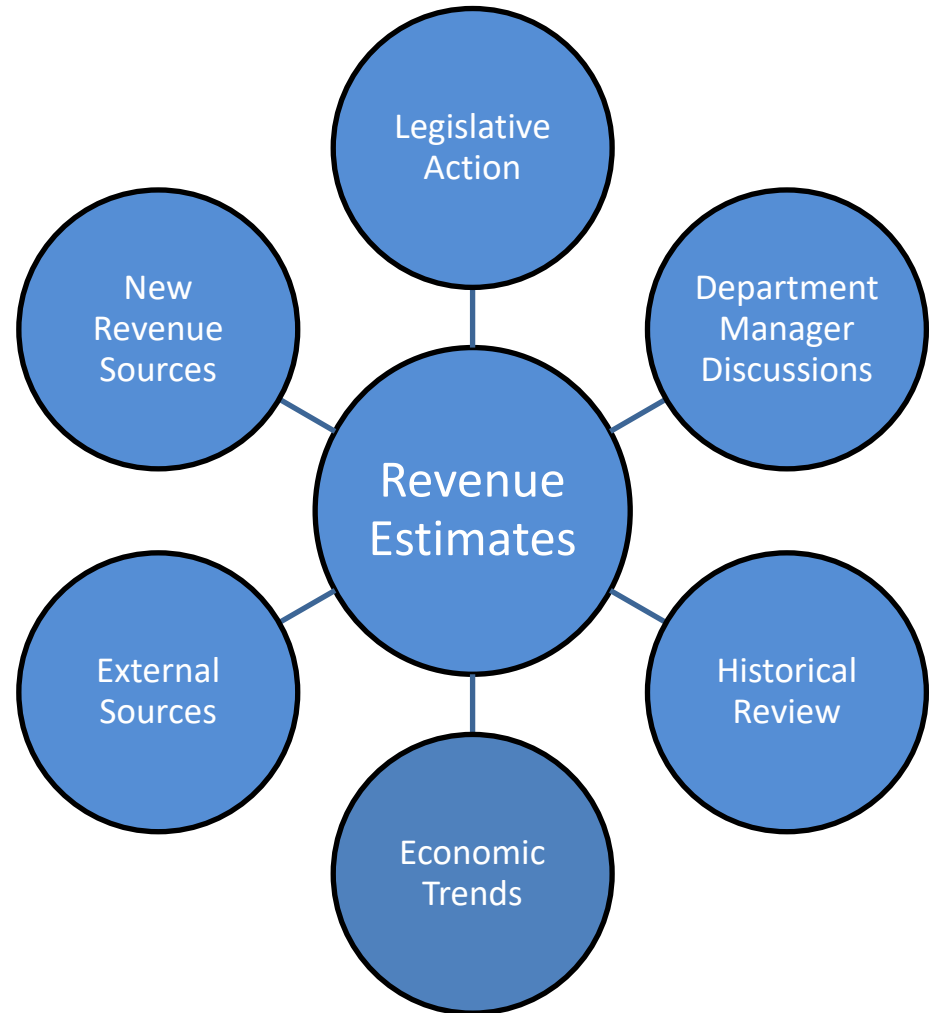 Legislative
Action
New
Revenue
Sources
Department
Manager
Discussions
Revenue
Estimates
External
Sources
Historical
Review
Economic
Trends